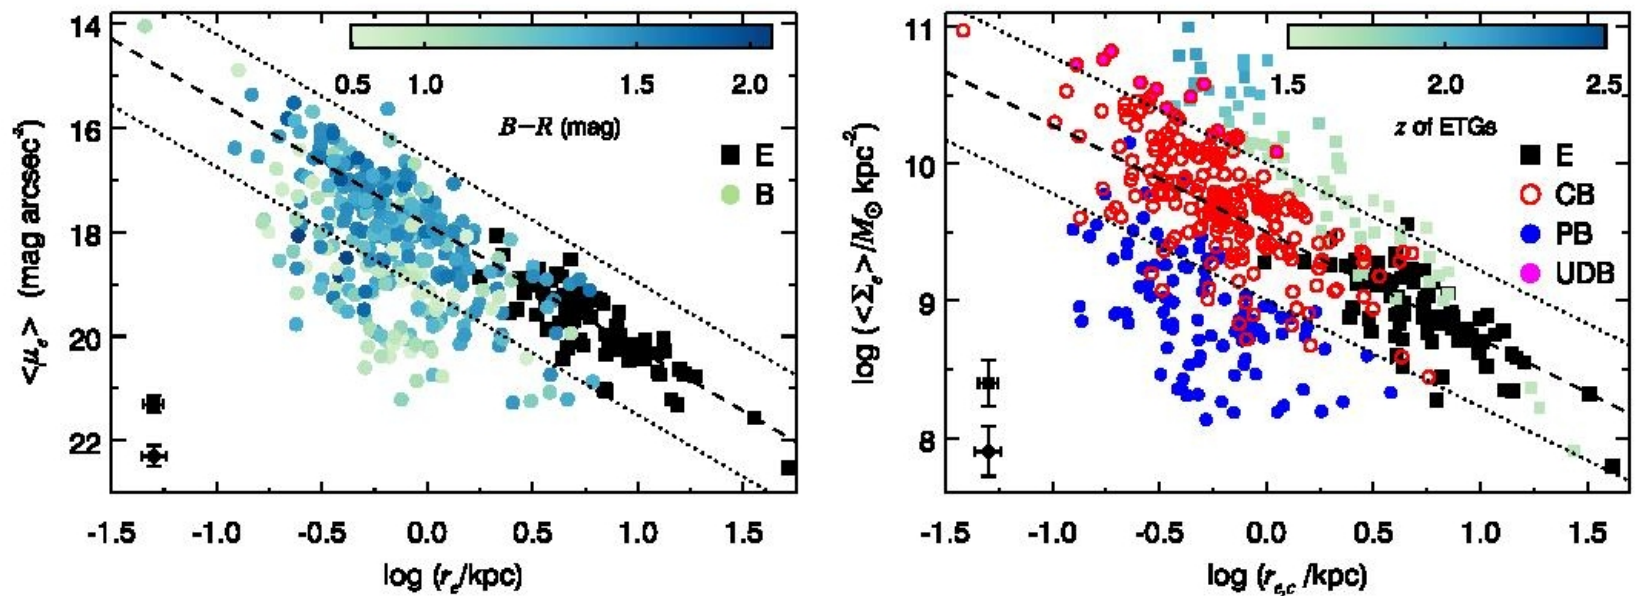 14
16
18
20
22
<μe> (mag arcsec-2)
0.5 1.0 1.5 2.0
B−R (mag)
E
B
-1.5 -1.0 -0.5 0.0 0.5 1.0 1.5
log (re/kpc)
11
10
9
8
log (<Σe>/M⊙ kpc-2)
1.5 2.0 2.5
z of ETGs
E
CB
PB
UDB
-1.5 -1.0 -0.5 0.0 0.5 1.0 1.5
log (re,c /kpc)